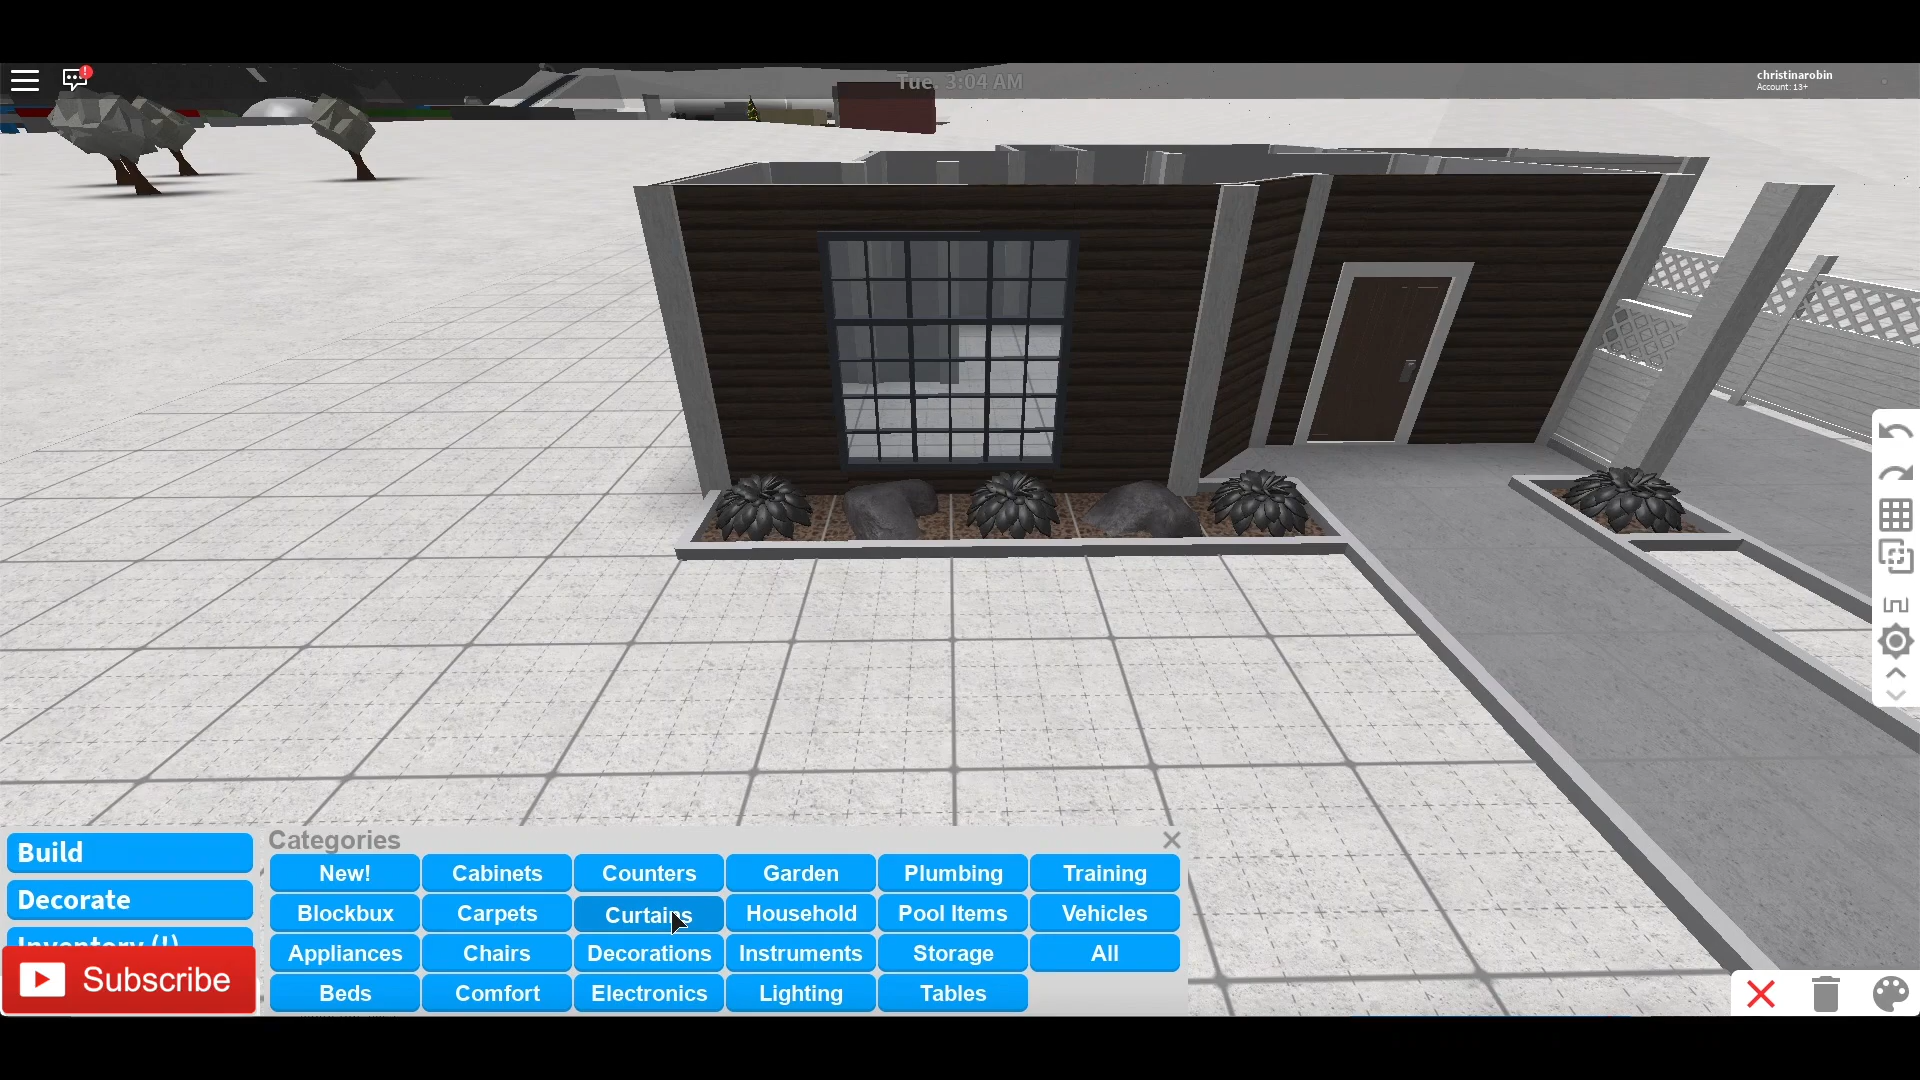 Tue. 3:04 AM
christinarobin
Account: 13+
Build
Decorate
Inventory (!)
Subscribe
Categories
New! Cabinets Counters Garden Plumbing Training
Blockbux Carpets Curtains Household Pool Items Vehicles
Appliances Chairs Decorations Instruments Storage All
Beds Comfort Electronics Lighting Tables